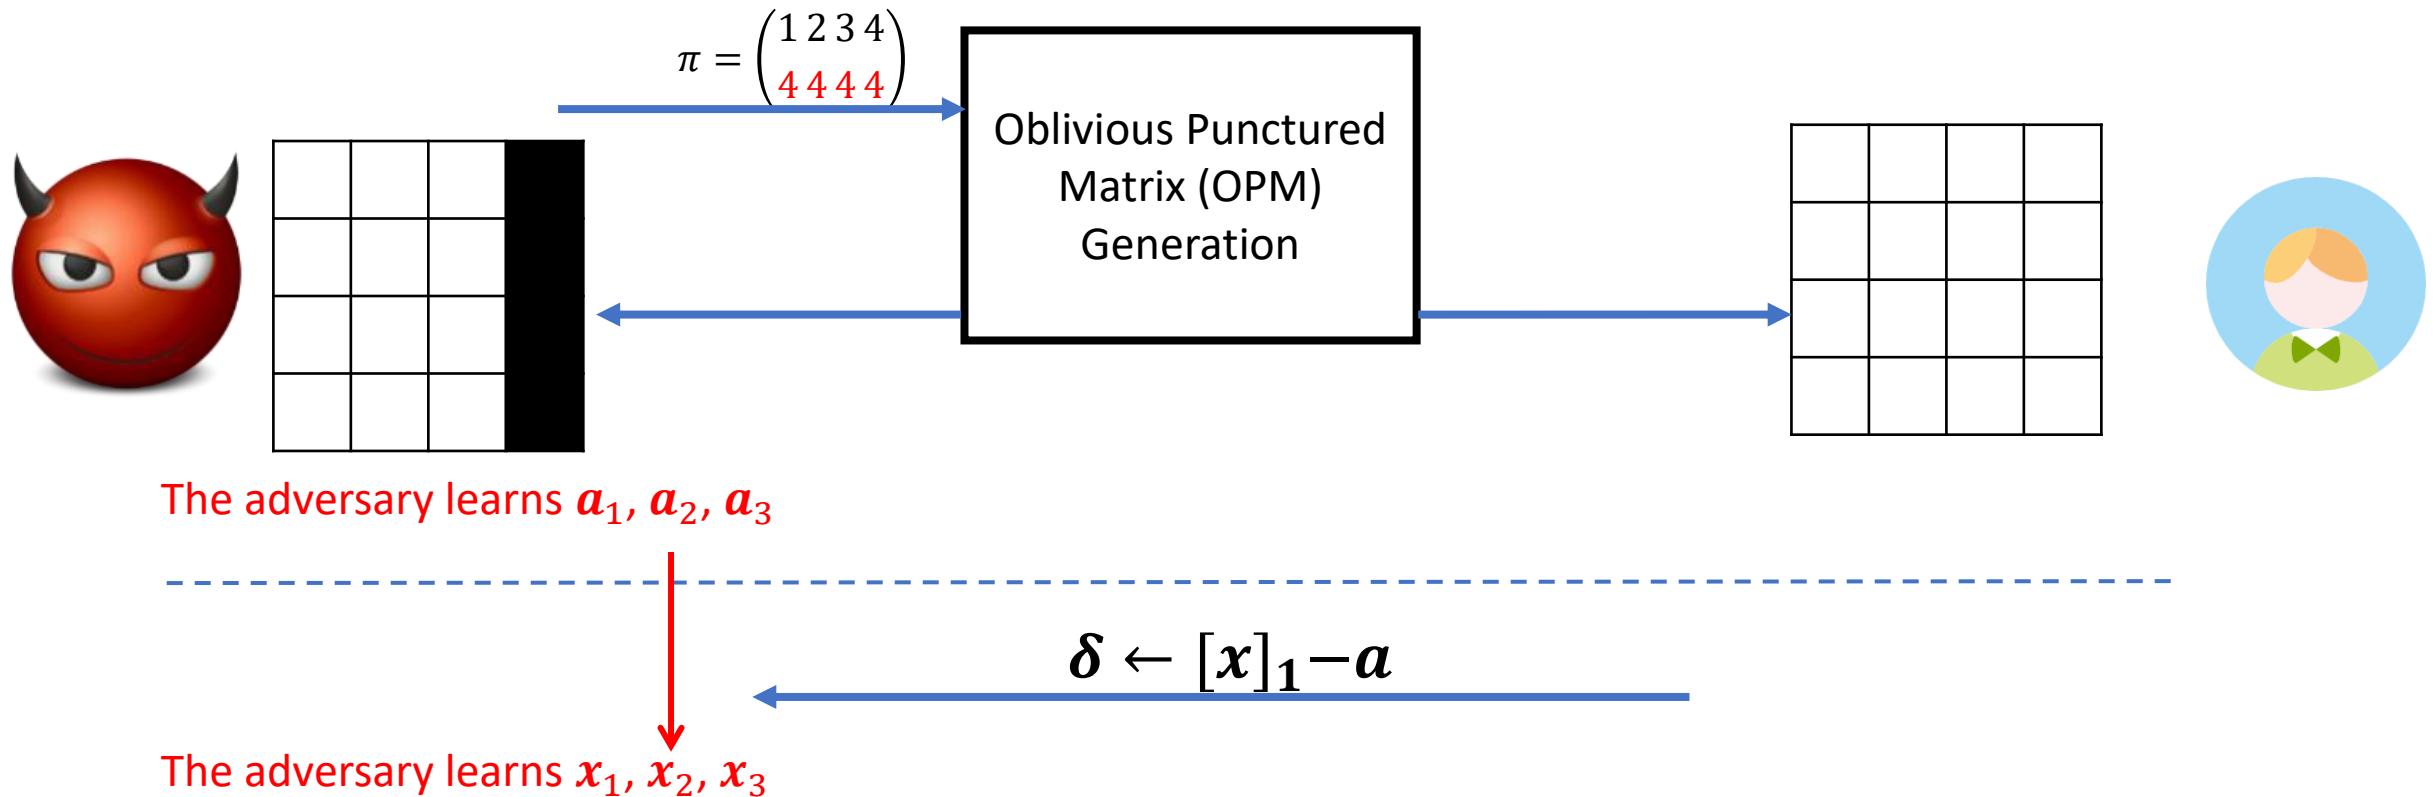 π = (1 2 3 4
4 4 4 4)
Oblivious Punctured
Matrix (OPM)
Generation
The adversary learns a₁, a₂, a₃
δ ← [x]₁−a
The adversary learns x₁, x₂, x₃